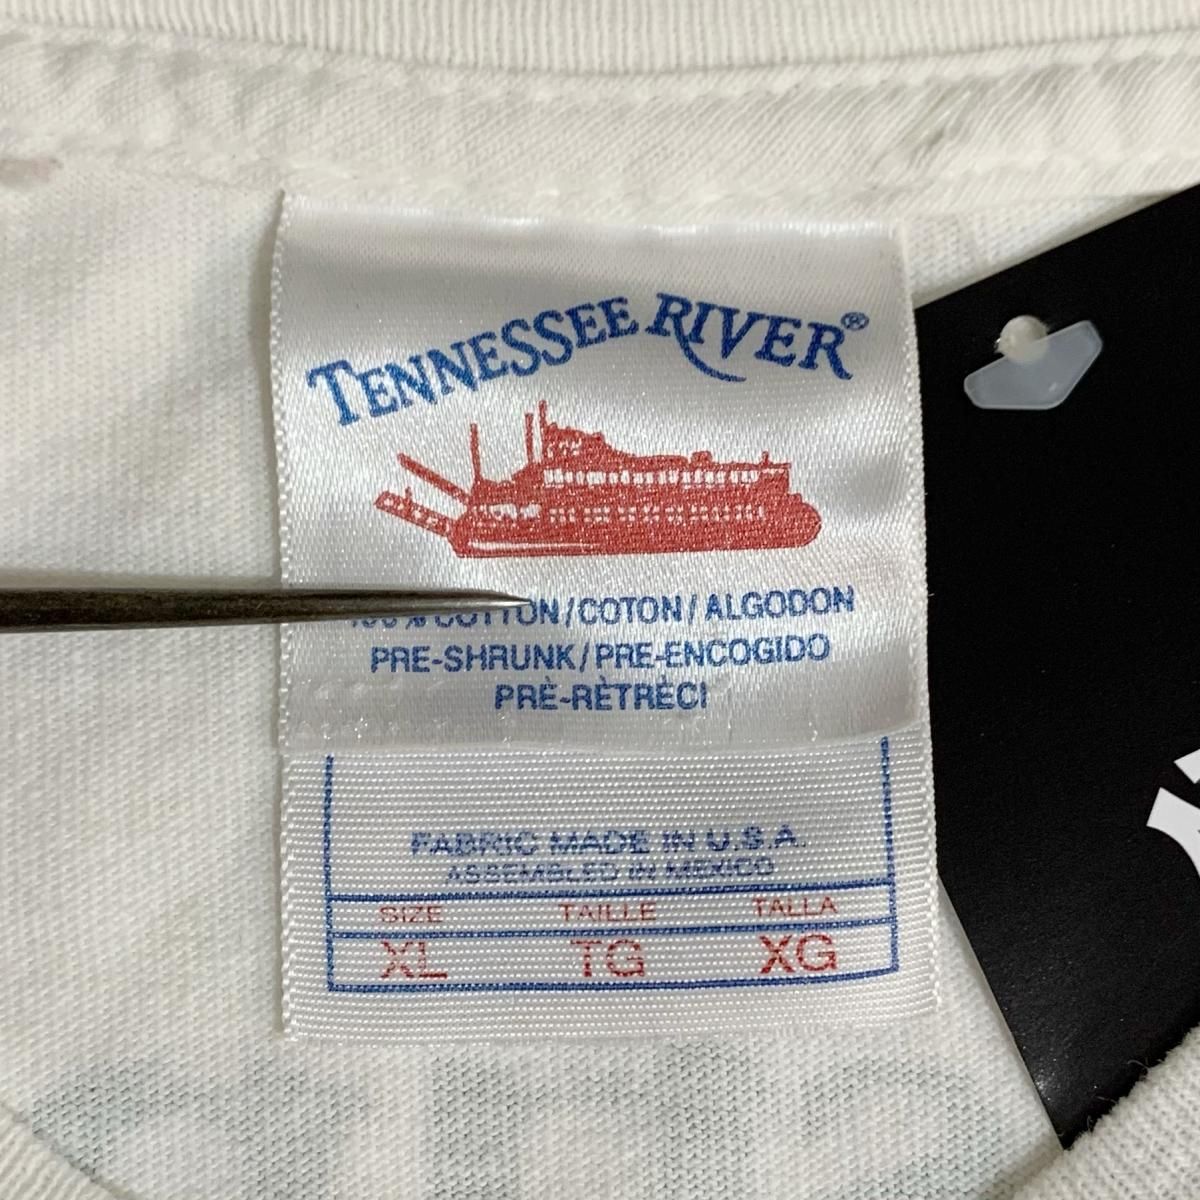 TENNESSEE RIVER®
100% COTTON/COTON/ALGODON
PRE-SHRUNK/PRE-ENCOGIDO
PRÈ-RÈTRÈCI
FABRIC MADE IN U.S.A.
ASSEMBLED IN MEXICO
SIZE TAILLE TALLA
XL TG XG